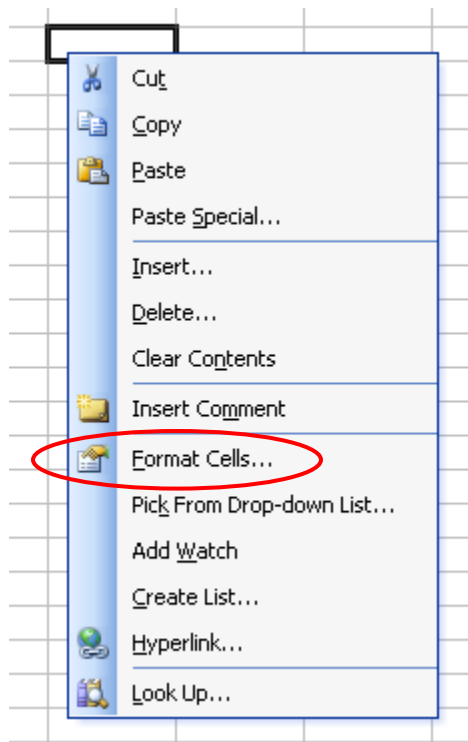 Cut
Copy
Paste
Paste Special...
Insert...
Delete...
Clear Contents
Insert Comment
Format Cells...
Pick From Drop-down List...
Add Watch
Create List...
Hyperlink...
Look Up...